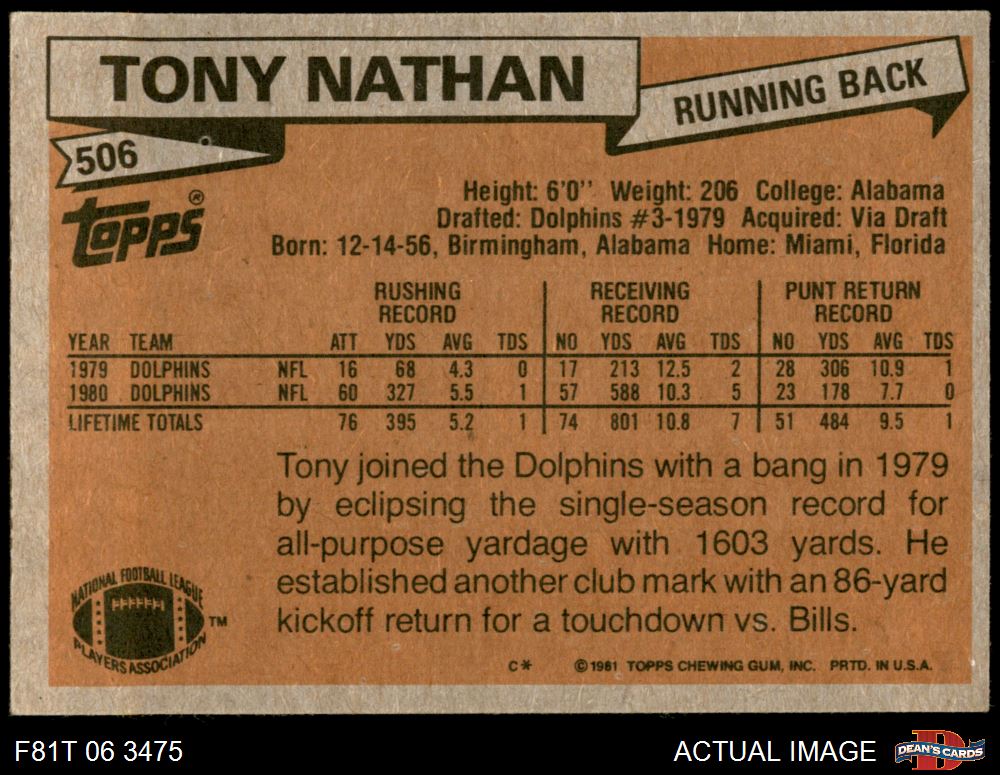 TONY NATHAN
RUNNING BACK
506
topps®
Height: 6'0'' Weight: 206 College: Alabama
Drafted: Dolphins #3-1979 Acquired: Via Draft
Born: 12-14-56, Birmingham, Alabama Home: Miami, Florida
RUSHING RECORD RECEIVING RECORD PUNT RETURN RECORD
YEAR TEAM ATT YDS AVG TDS NO YDS AVG TDS NO YDS AVG TDS
1979 DOLPHINS NFL 16 68 4.3 0 17 213 12.5 2 28 306 10.9 1
1980 DOLPHINS NFL 60 327 5.5 1 57 588 10.3 5 23 178 7.7 0
LIFETIME TOTALS 76 395 5.2 1 74 801 10.8 7 51 484 9.5 1
Tony joined the Dolphins with a bang in 1979
by eclipsing the single-season record for
all-purpose yardage with 1603 yards. He
established another club mark with an 86-yard
kickoff return for a touchdown vs. Bills.
NATIONAL FOOTBALL LEAGUE
PLAYERS ASSOCIATION
TM
C* ©1981 TOPPS CHEWING GUM, INC. PRTD. IN U.S.A.
F81T 06 3475
ACTUAL IMAGE
D
DEAN'S CARDS